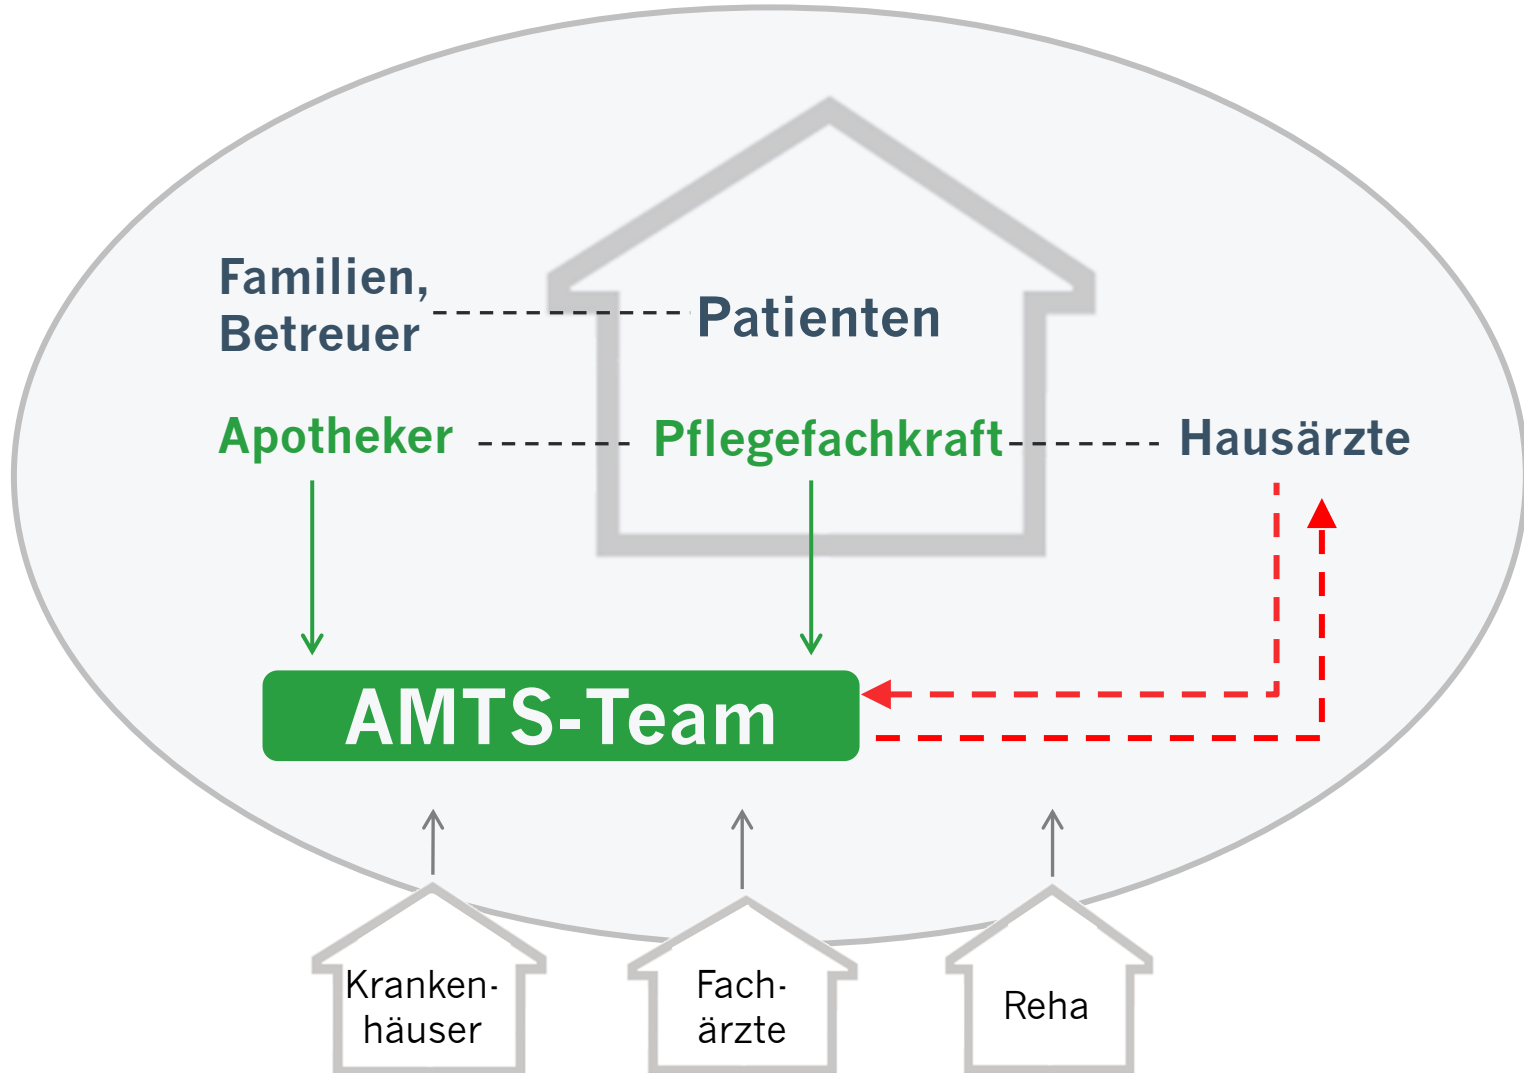 Familien,
Betreuer
Patienten
Apotheker
Pflegefachkraft
Hausärzte
AMTS-Team
Kranken-
häuser
Fach-
ärzte
Reha